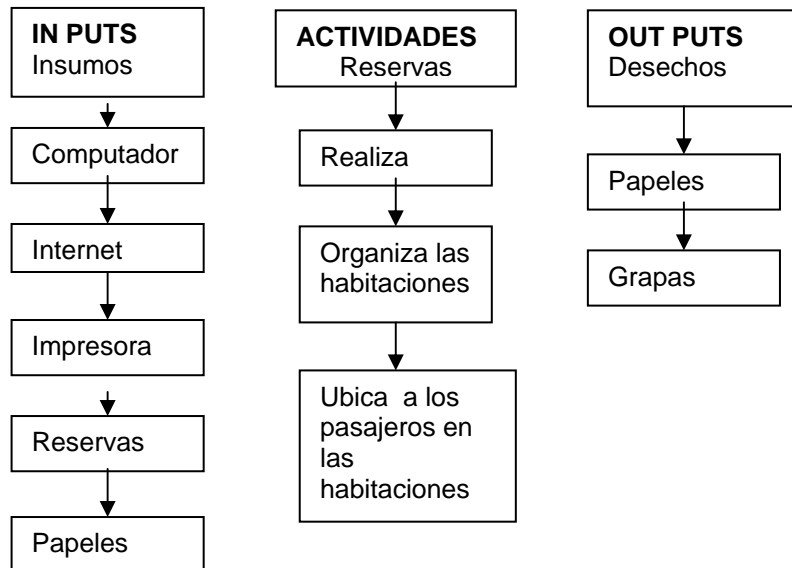 IN PUTS
Insumos
Computador
Internet
Impresora
Reservas
Papeles
ACTIVIDADES
Reservas
Realiza
Organiza las
habitaciones
Ubica a los
pasajeros en
las
habitaciones
OUT PUTS
Desechos
Papeles
Grapas